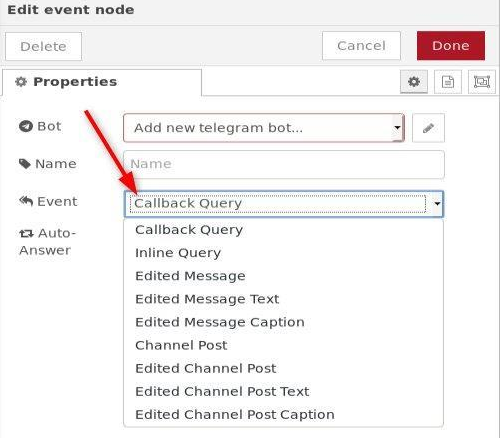 Edit event node
Delete
Cancel
Done
Properties
Bot
Add new telegram bot...
Name
Name
Event
Callback Query
Auto-
Answer
Callback Query
Inline Query
Edited Message
Edited Message Text
Edited Message Caption
Channel Post
Edited Channel Post
Edited Channel Post Text
Edited Channel Post Caption